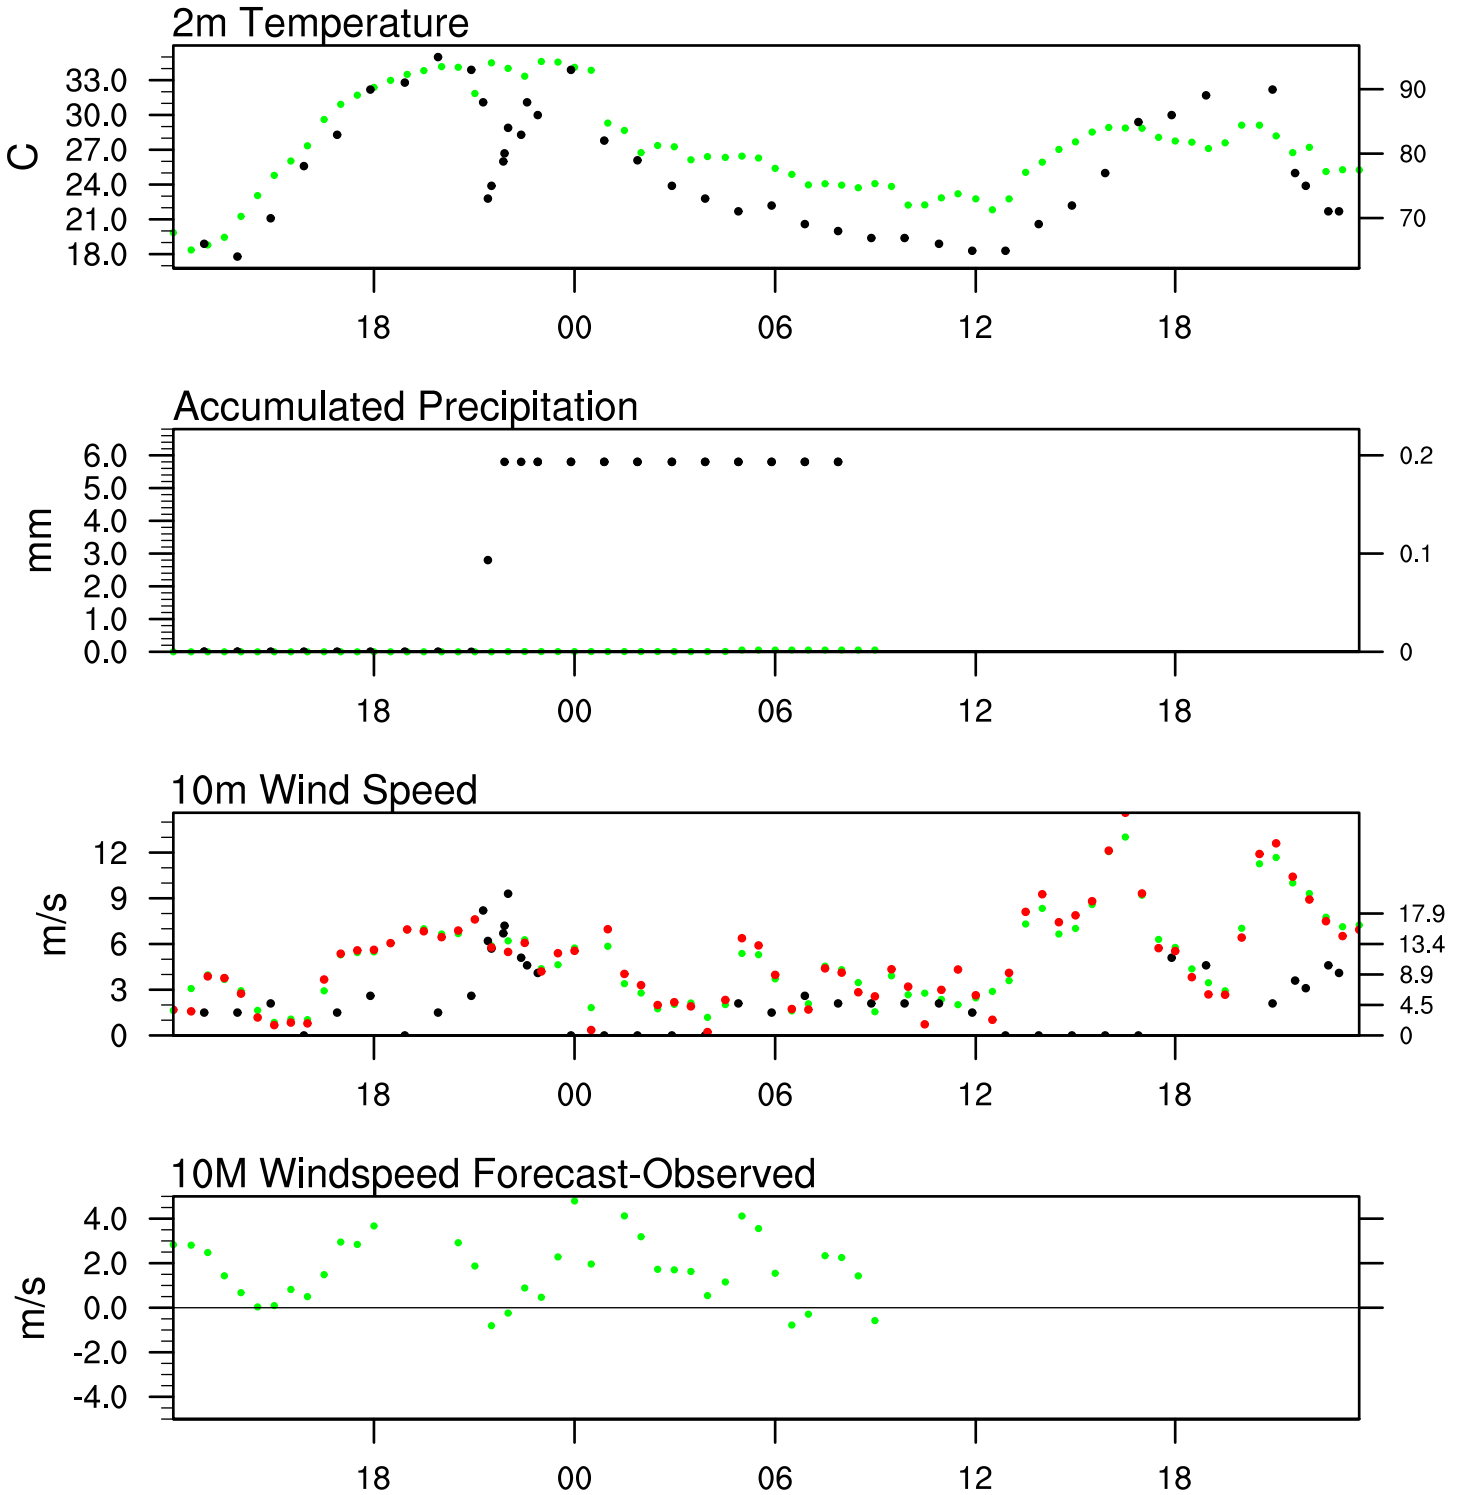 2m Temperature
33.0
30.0
27.0
24.0
21.0
18.0
C
90
80
70
18 00 06 12 18
Accumulated Precipitation
6.0
5.0
4.0
3.0
2.0
1.0
0.0
mm
0.2
0.1
0
18 00 06 12 18
10m Wind Speed
12
9
6
3
0
m/s
17.9
13.4
8.9
4.5
0
18 00 06 12 18
10M Windspeed Forecast-Observed
4.0
2.0
0.0
-2.0
-4.0
m/s
18 00 06 12 18